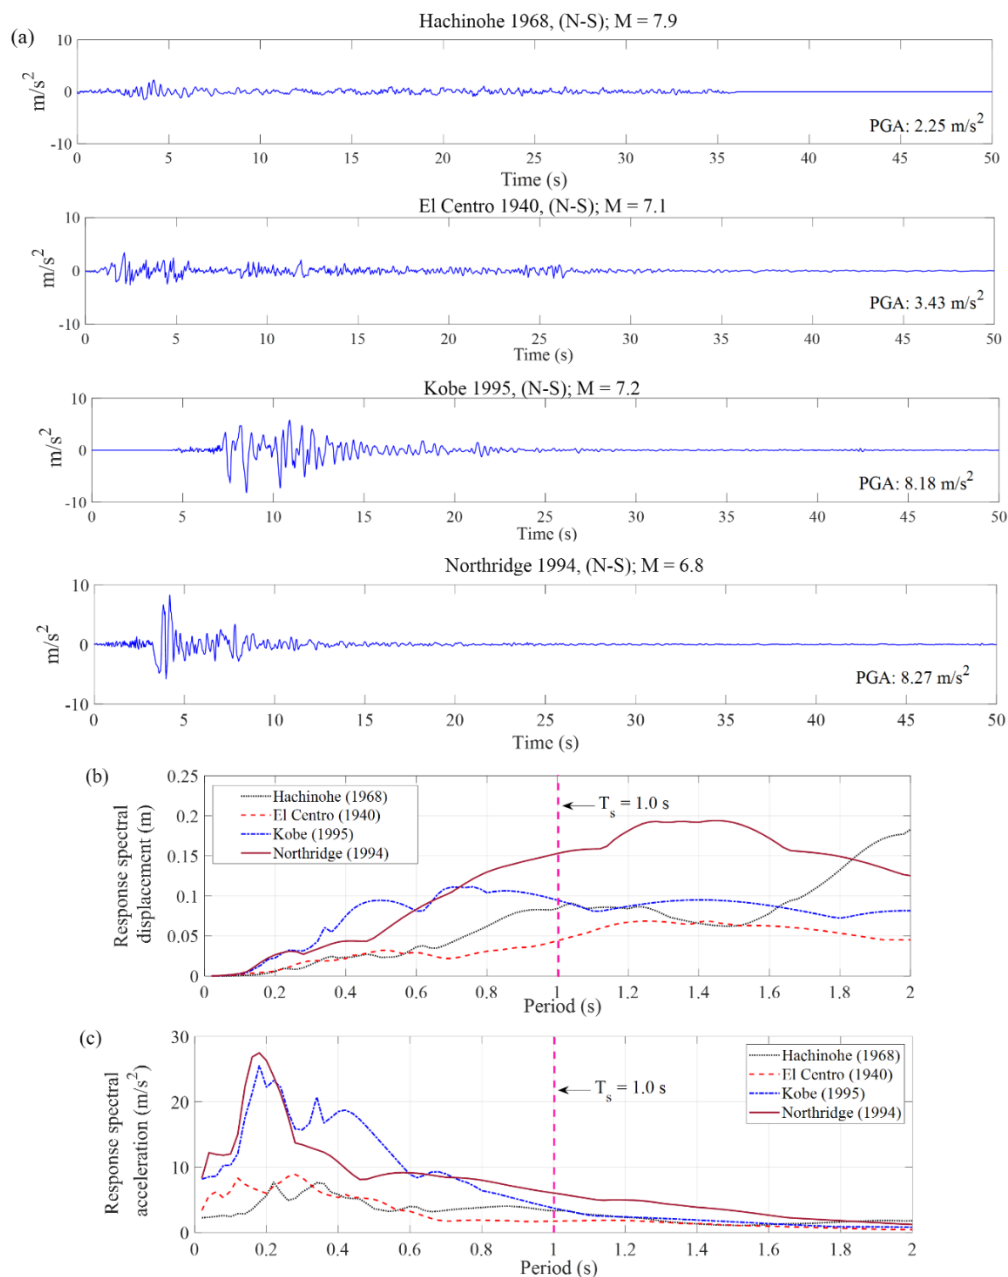 (a)
Hachinohe 1968, (N-S); M = 7.9
10
0
-10
m/s²
PGA: 2.25 m/s²
0 5 10 15 20 25 30 35 40 45 50
Time (s)
El Centro 1940, (N-S); M = 7.1
10
0
-10
m/s²
PGA: 3.43 m/s²
0 5 10 15 20 25 30 35 40 45 50
Time (s)
Kobe 1995, (N-S); M = 7.2
10
0
-10
m/s²
PGA: 8.18 m/s²
0 5 10 15 20 25 30 35 40 45 50
Time (s)
Northridge 1994, (N-S); M = 6.8
10
0
-10
m/s²
PGA: 8.27 m/s²
0 5 10 15 20 25 30 35 40 45 50
Time (s)
(b)
0.25
0.2
0.15
0.1
0.05
0
Response spectral
displacement (m)
Hachinohe (1968)
El Centro (1940)
Kobe (1995)
Northridge (1994)
T_s = 1.0 s
0 0.2 0.4 0.6 0.8 1 1.2 1.4 1.6 1.8 2
Period (s)
(c)
30
20
10
0
Response spectral
acceleration (m/s²)
T_s = 1.0 s
Hachinohe (1968)
El Centro (1940)
Kobe (1995)
Northridge (1994)
0 0.2 0.4 0.6 0.8 1 1.2 1.4 1.6 1.8 2
Period (s)